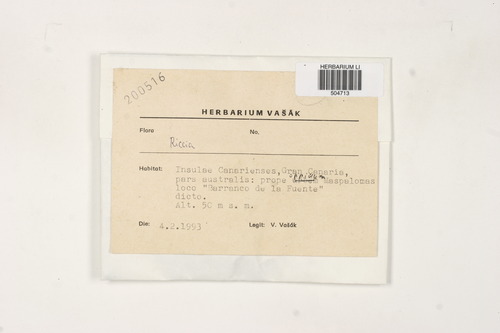 200516
HERBARIUM LI
504713
HERBARIUM VAŠÁK
Flora No.
Riccia
Habitat: Insulae Canarienses, Gran Canaria,
pars australis: prope oppidum Maspalomas
loco "Barranco de la Fuente"
dicto.
Alt. 50 m s. m.
Die: 4.2.1993 Legit: V. Vašák